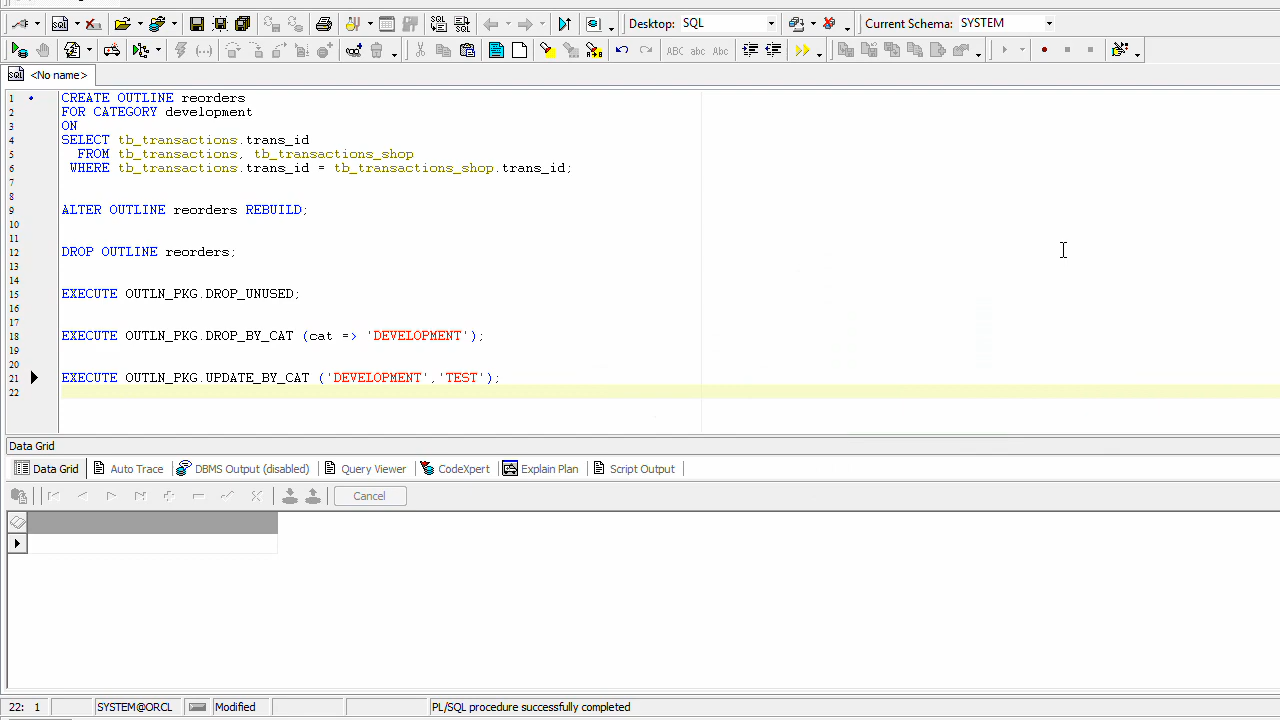 Desktop: SQL Current Schema: SYSTEM
ABC abc Abc
SQL <No name>
1 CREATE OUTLINE reorders
2 FOR CATEGORY development
3 ON
4 SELECT tb_transactions.trans_id
5 FROM tb_transactions, tb_transactions_shop
6 WHERE tb_transactions.trans_id = tb_transactions_shop.trans_id;
7
8
9 ALTER OUTLINE reorders REBUILD;
10
11
12 DROP OUTLINE reorders;
13
14
15 EXECUTE OUTLN_PKG.DROP_UNUSED;
16
17
18 EXECUTE OUTLN_PKG.DROP_BY_CAT (cat => 'DEVELOPMENT');
19
20
21 EXECUTE OUTLN_PKG.UPDATE_BY_CAT ('DEVELOPMENT','TEST');
22
Data Grid
Data Grid Auto Trace DBMS Output (disabled) Query Viewer CodeXpert Explain Plan Script Output
Cancel
22: 1 SYSTEM@ORCL Modified PL/SQL procedure successfully completed